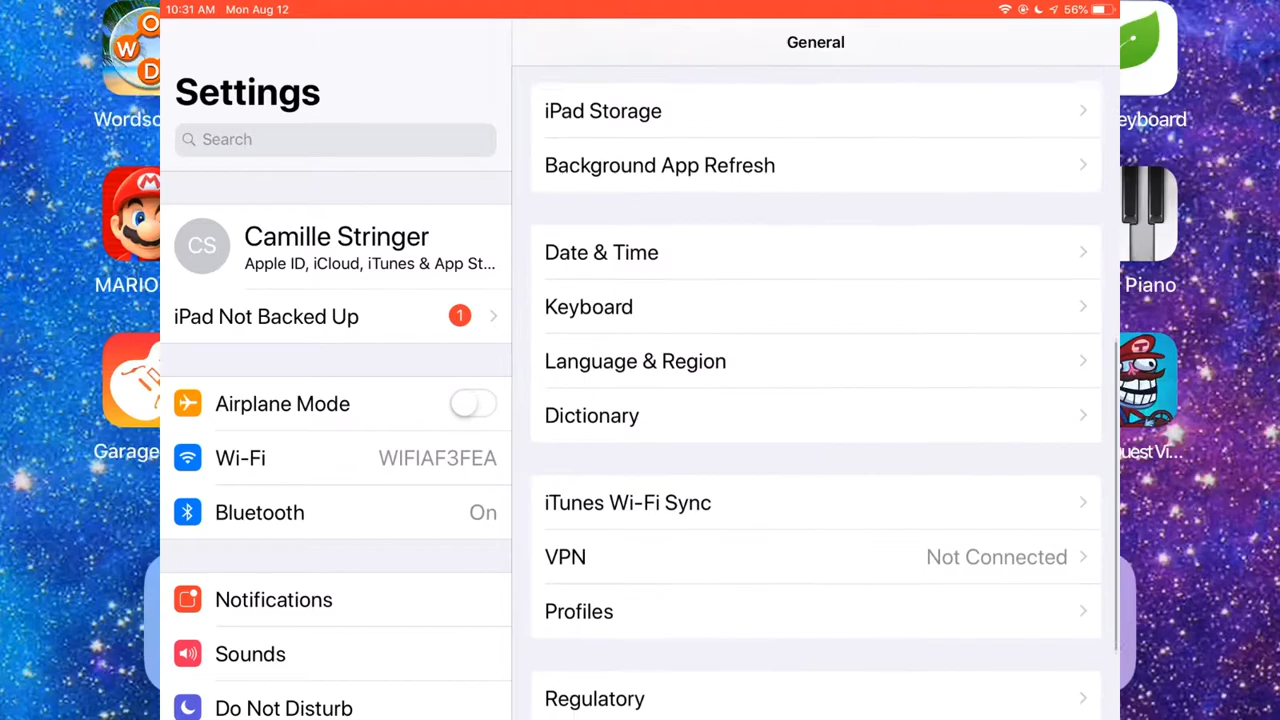 10:31 AM Mon Aug 12
56%
Settings
Search
CS
Camille Stringer
Apple ID, iCloud, iTunes & App St...
iPad Not Backed Up
1
Airplane Mode
Wi-Fi
WIFIAF3FEA
Bluetooth
On
Notifications
Sounds
Do Not Disturb
General
iPad Storage
Background App Refresh
Date & Time
Keyboard
Language & Region
Dictionary
iTunes Wi-Fi Sync
VPN
Not Connected
Profiles
Regulatory
O
W
D
Wordsc
MARIO
Garage
eyboard
Piano
uest Vi...